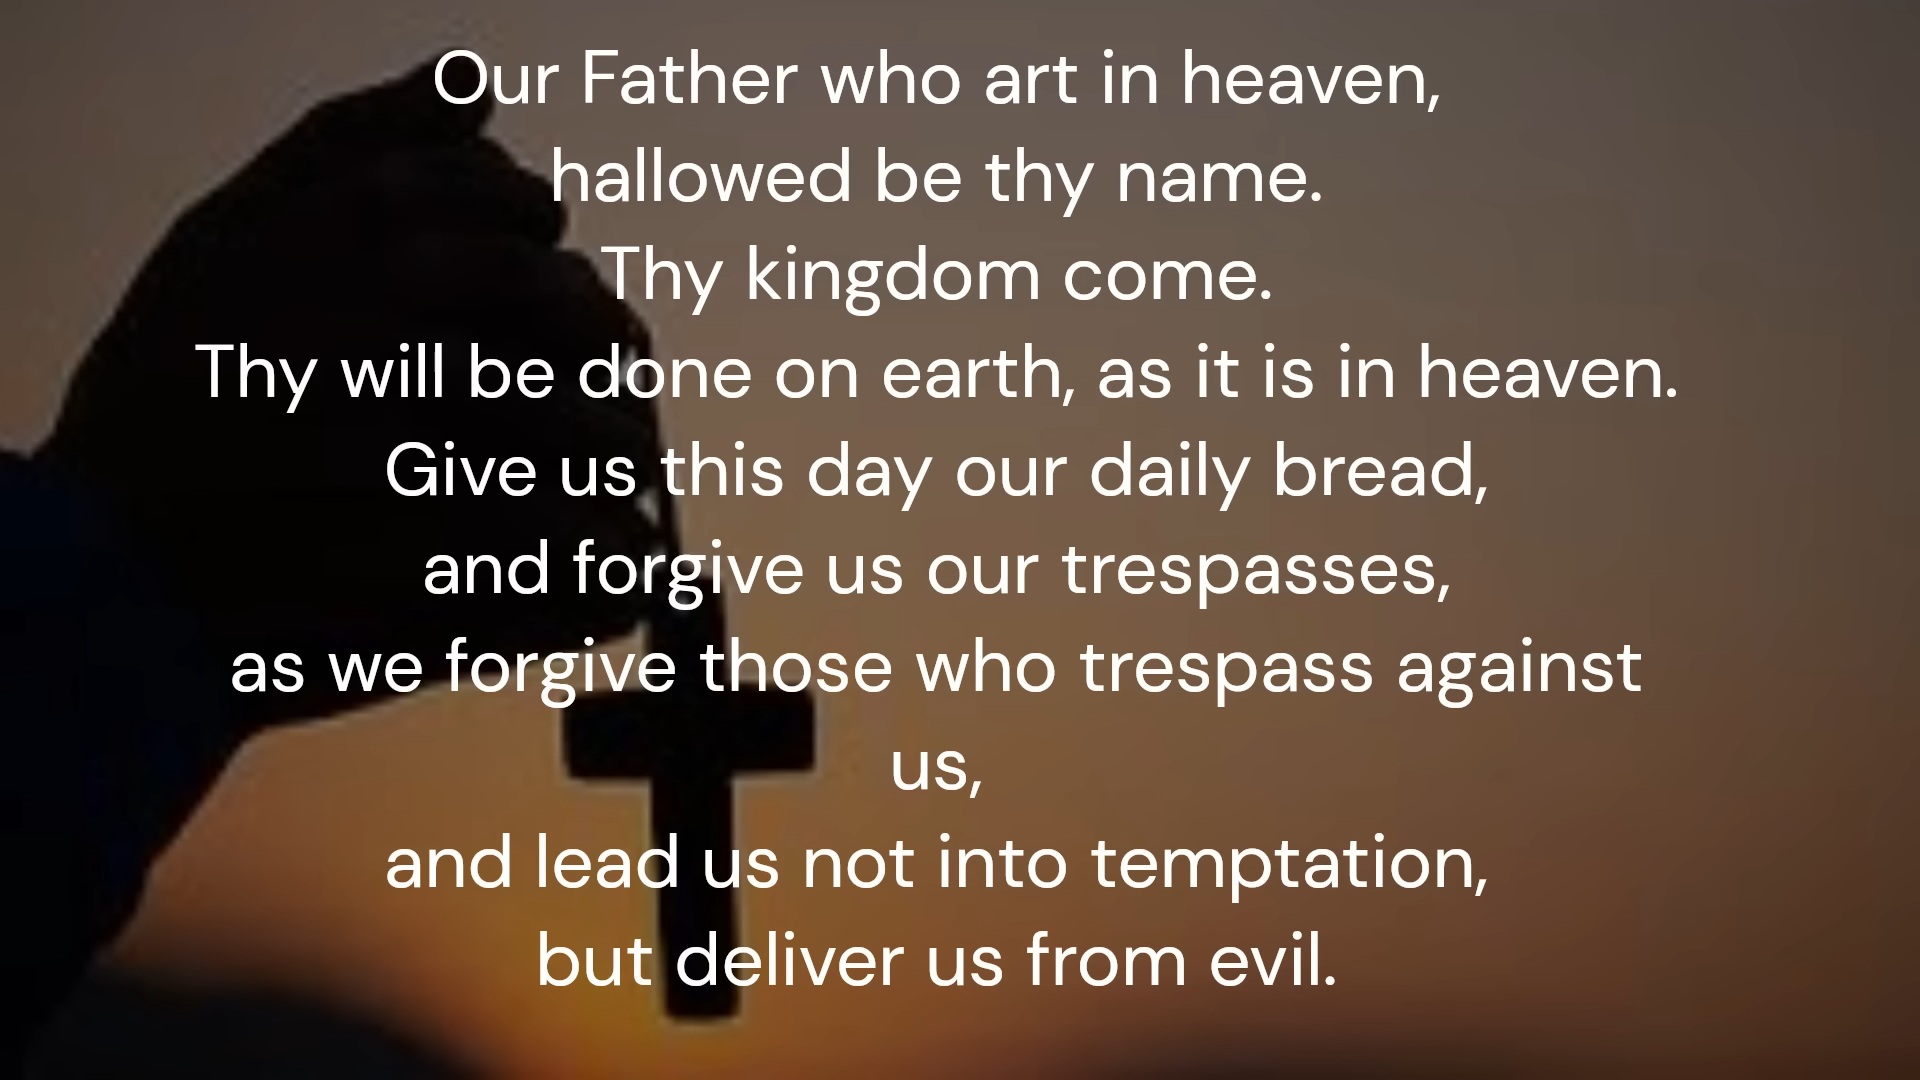 Our Father who art in heaven,
hallowed be thy name.
Thy kingdom come.
Thy will be done on earth, as it is in heaven.
Give us this day our daily bread,
and forgive us our trespasses,
as we forgive those who trespass against
us,
and lead us not into temptation,
but deliver us from evil.